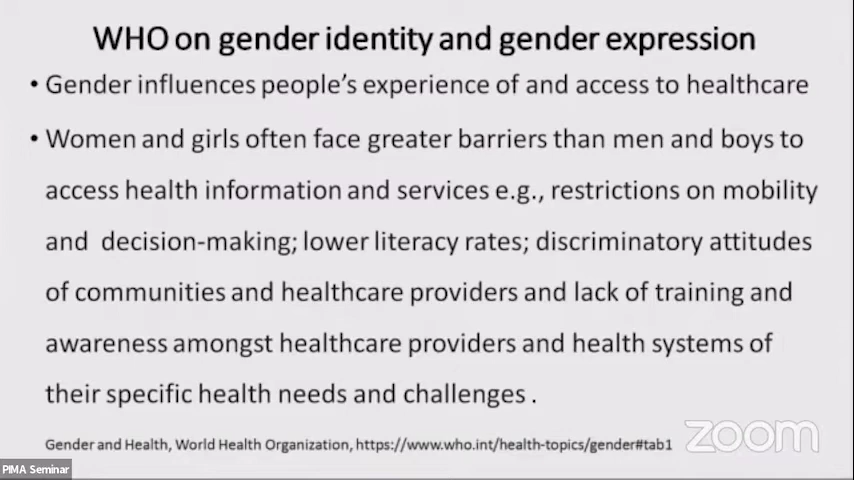 WHO on gender identity and gender expression
• Gender influences people's experience of and access to healthcare
• Women and girls often face greater barriers than men and boys to
access health information and services e.g., restrictions on mobility
and decision-making; lower literacy rates; discriminatory attitudes
of communities and healthcare providers and lack of training and
awareness amongst healthcare providers and health systems of
their specific health needs and challenges .
Gender and Health, World Health Organization, https://www.who.int/health-topics/gender#tab1
zoom
PIMA Seminar